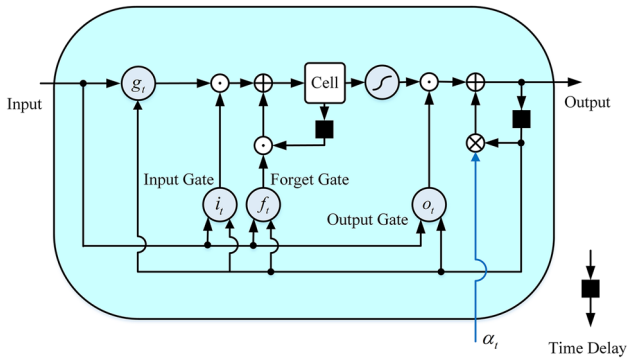 g_t
Cell
Input
Output
Input Gate
Forget Gate
i_t
f_t
o_t
Output Gate
α_t
Time Delay